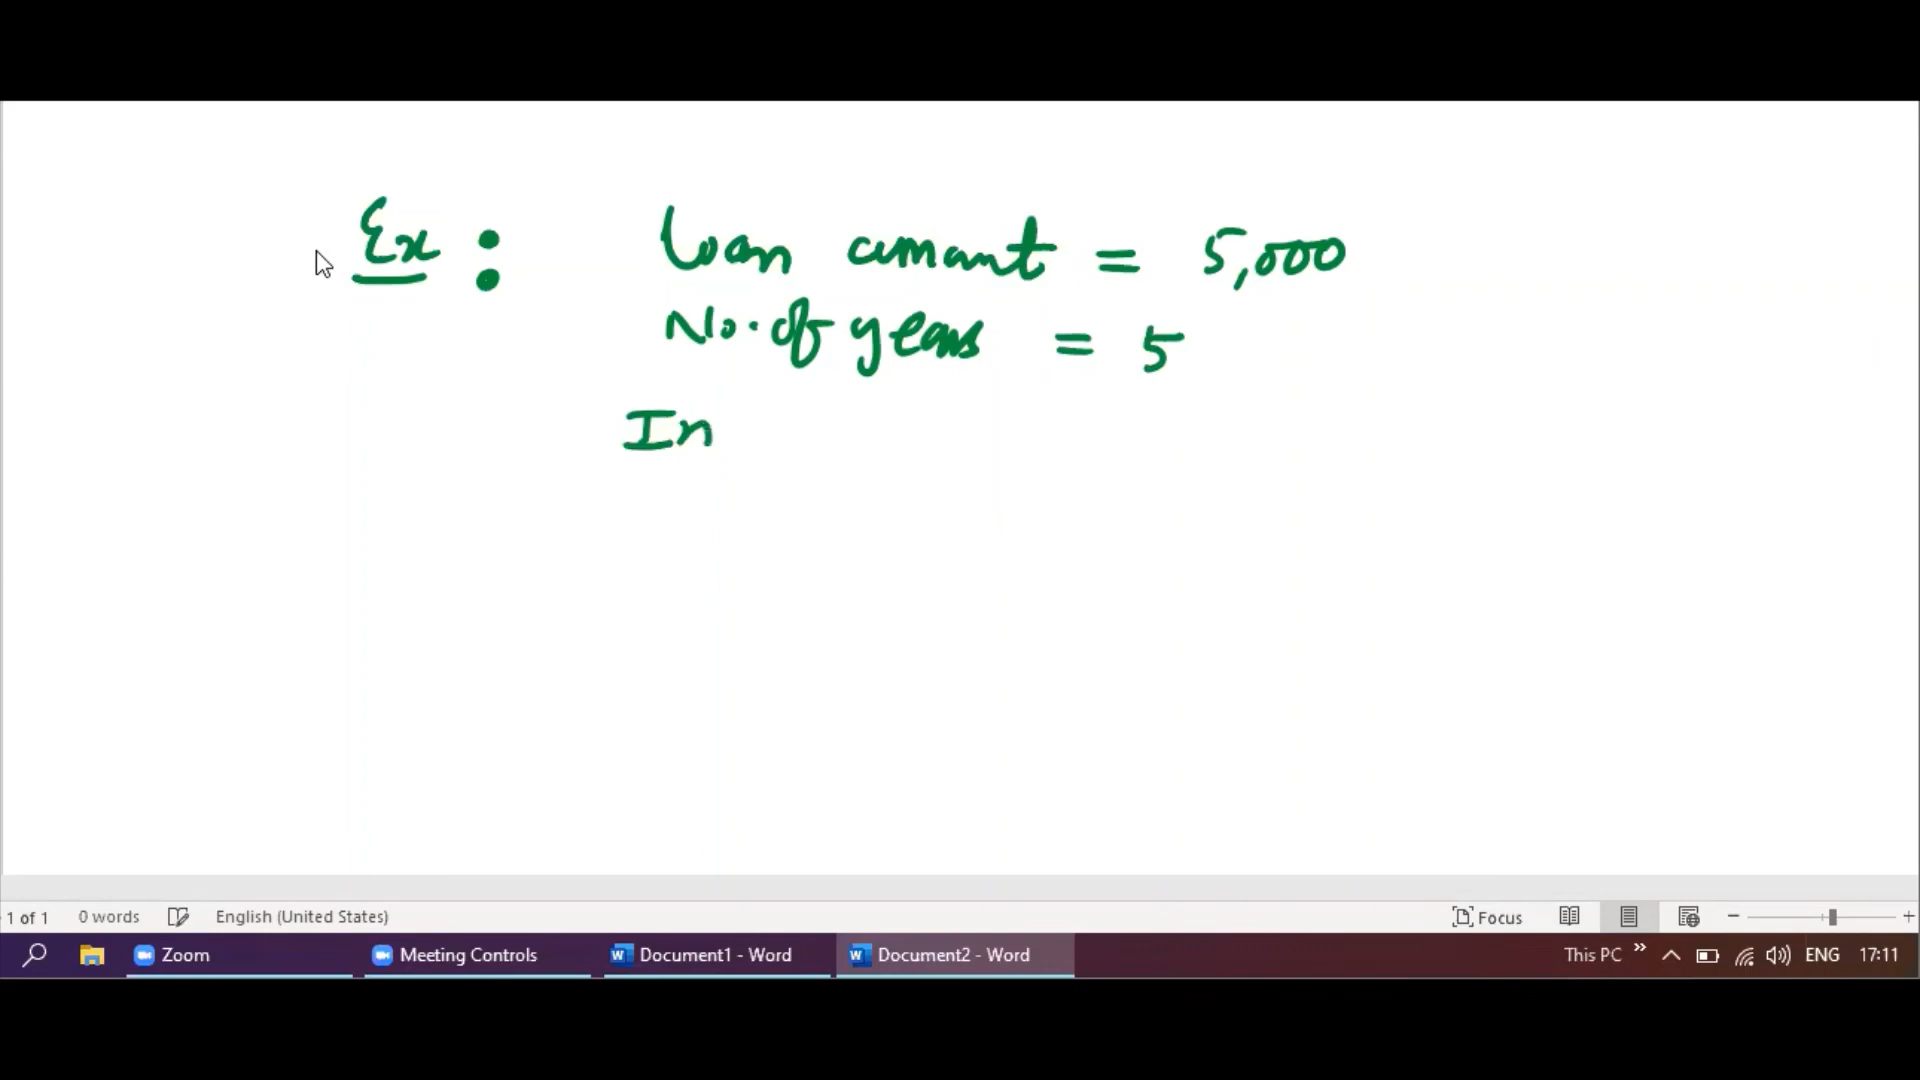 Ex : Loan amount = 5,000
No. of years = 5
In
1 of 1 0 words English (United States) Focus
Zoom Meeting Controls Document1 - Word Document2 - Word This PC ENG 17:11